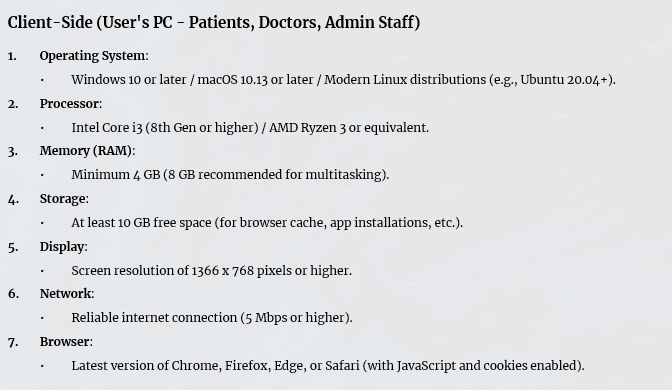 Client-Side (User's PC - Patients, Doctors, Admin Staff)
1. Operating System:
• Windows 10 or later / macOS 10.13 or later / Modern Linux distributions (e.g., Ubuntu 20.04+).
2. Processor:
• Intel Core i3 (8th Gen or higher) / AMD Ryzen 3 or equivalent.
3. Memory (RAM):
• Minimum 4 GB (8 GB recommended for multitasking).
4. Storage:
• At least 10 GB free space (for browser cache, app installations, etc.).
5. Display:
• Screen resolution of 1366 x 768 pixels or higher.
6. Network:
• Reliable internet connection (5 Mbps or higher).
7. Browser:
• Latest version of Chrome, Firefox, Edge, or Safari (with JavaScript and cookies enabled).